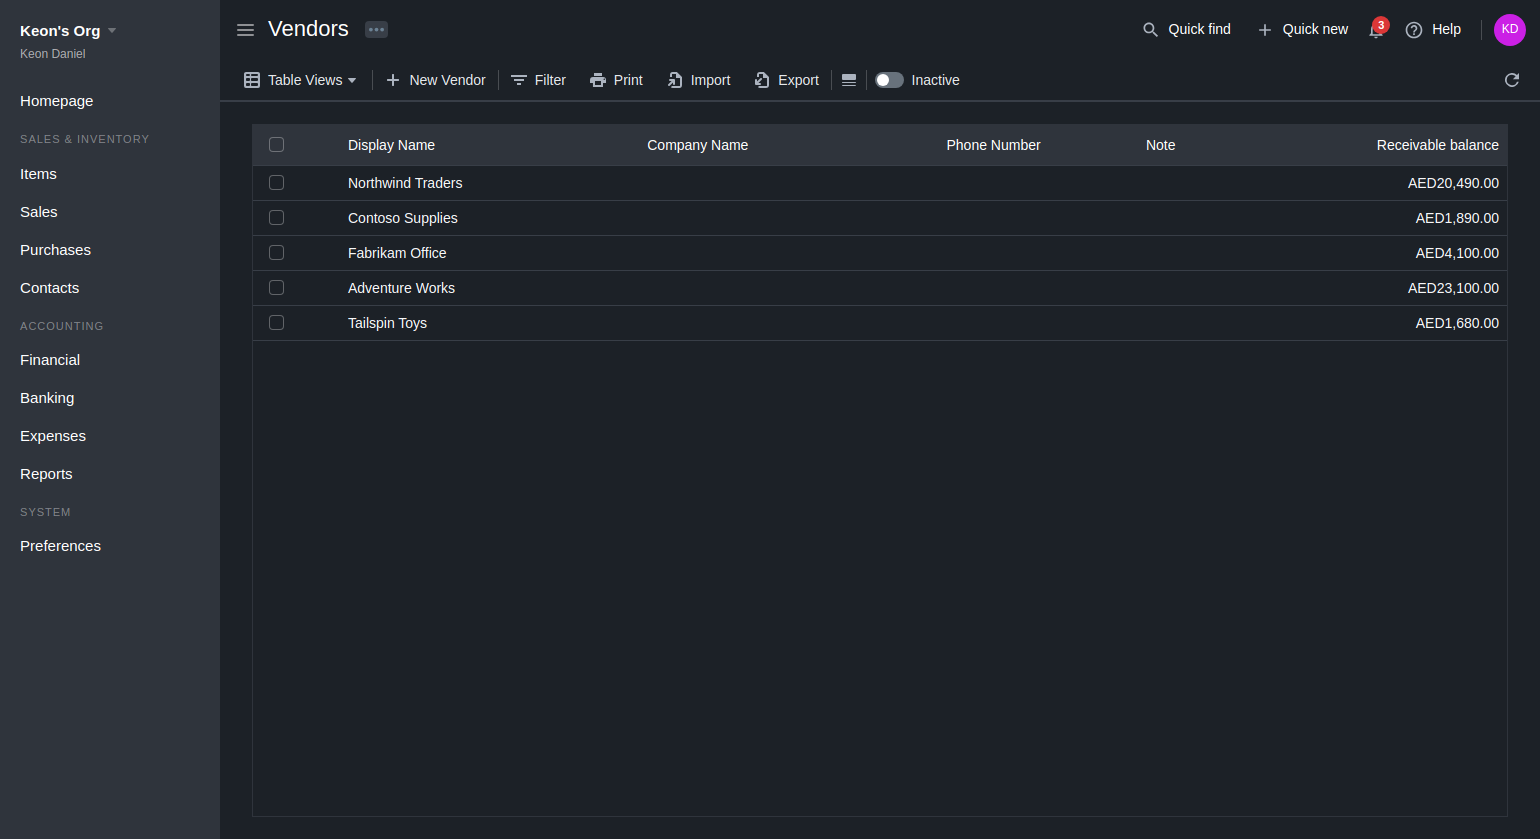 Keon's Org
Keon Daniel
Homepage
SALES & INVENTORY
Items
Sales
Purchases
Contacts
ACCOUNTING
Financial
Banking
Expenses
Reports
SYSTEM
Preferences
Vendors
Quick find
Quick new
3
Help
KD
Table Views
New Vendor
Filter
Print
Import
Export
Inactive
Display Name Company Name Phone Number Note Receivable balance
Northwind Traders AED20,490.00
Contoso Supplies AED1,890.00
Fabrikam Office AED4,100.00
Adventure Works AED23,100.00
Tailspin Toys AED1,680.00